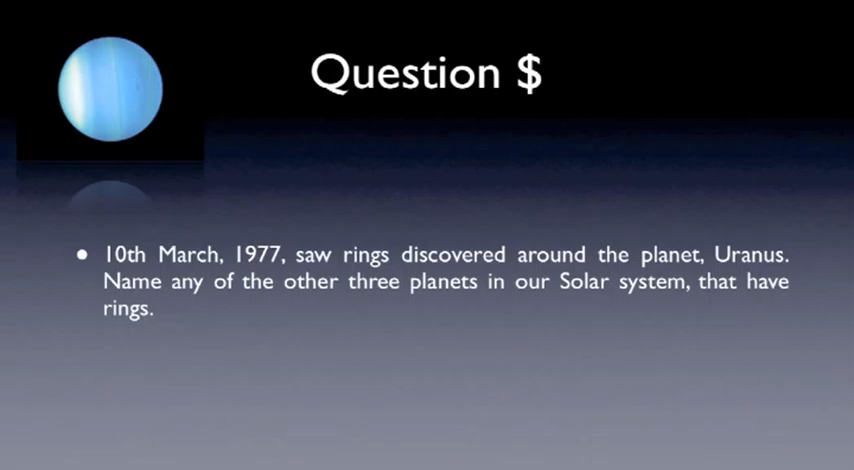 Question $
• 10th March, 1977, saw rings discovered around the planet, Uranus.
Name any of the other three planets in our Solar system, that have
rings.